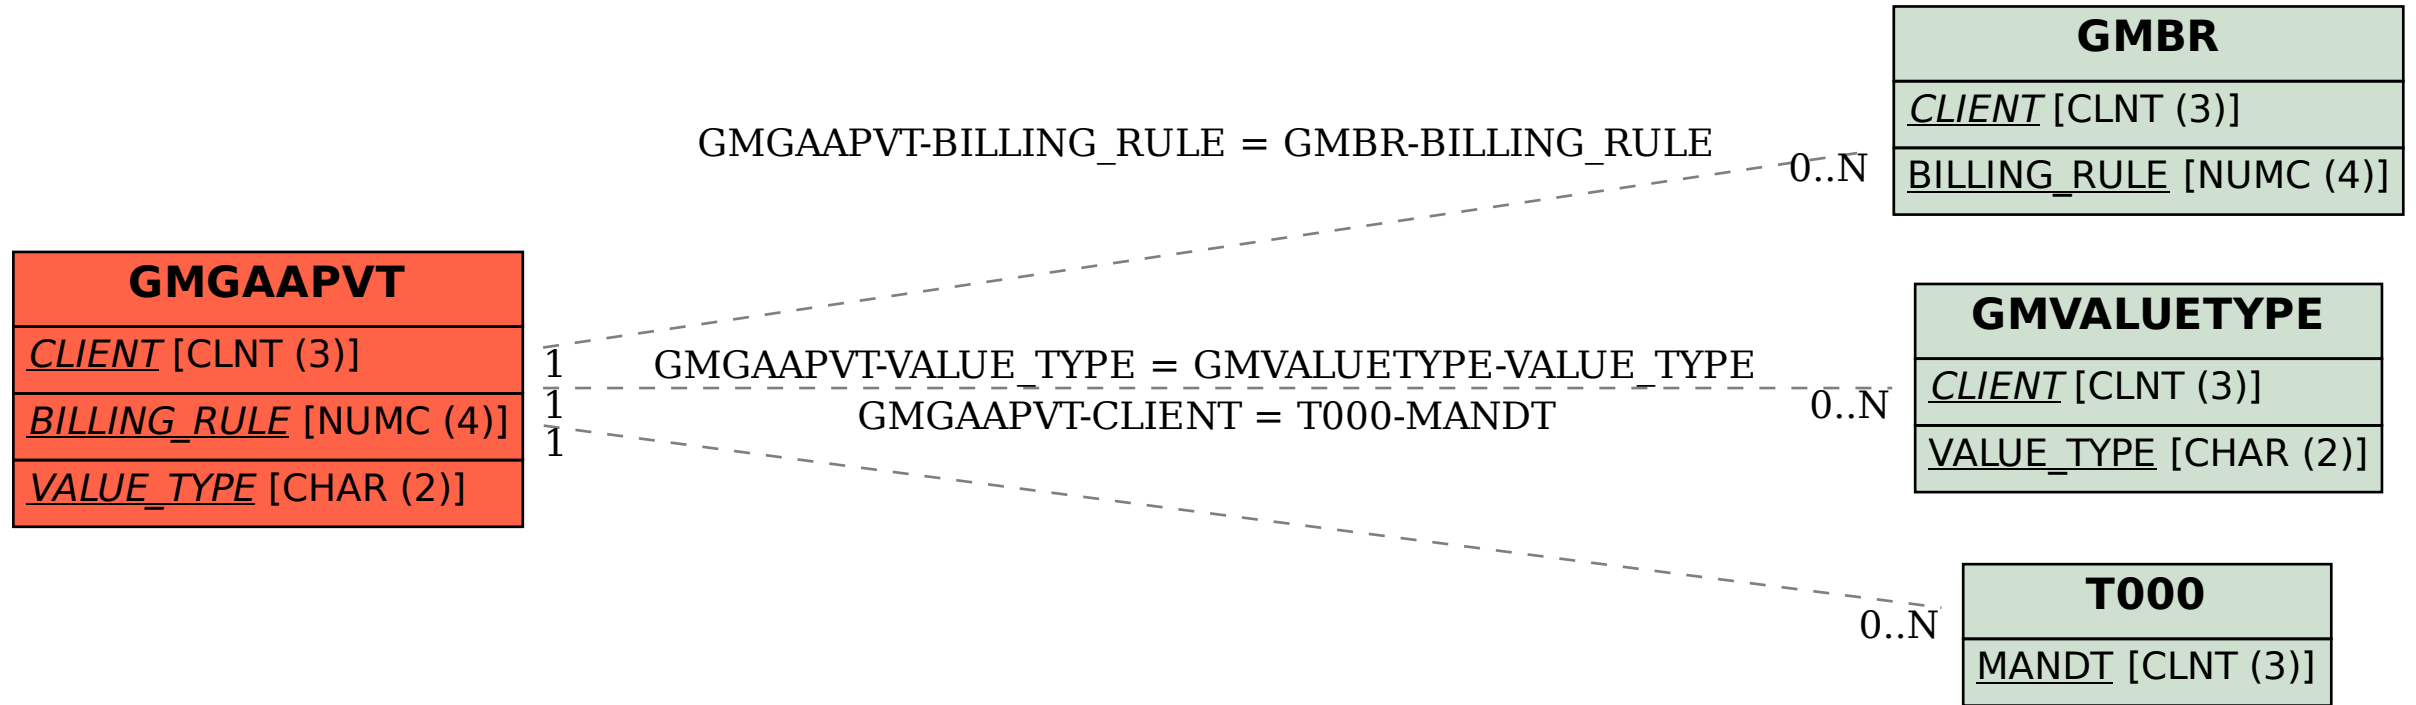 GMBR
CLIENT [CLNT (3)]
BILLING_RULE [NUMC (4)]
GMGAAPVT-BILLING_RULE = GMBR-BILLING_RULE
0..N
GMGAAPVT
CLIENT [CLNT (3)]
BILLING_RULE [NUMC (4)]
VALUE_TYPE [CHAR (2)]
1
GMGAAPVT-VALUE_TYPE = GMVALUETYPE-VALUE_TYPE
1
0..N
GMGAAPVT-CLIENT = T000-MANDT
1
0..N
GMVALUETYPE
CLIENT [CLNT (3)]
VALUE_TYPE [CHAR (2)]
T000
MANDT [CLNT (3)]